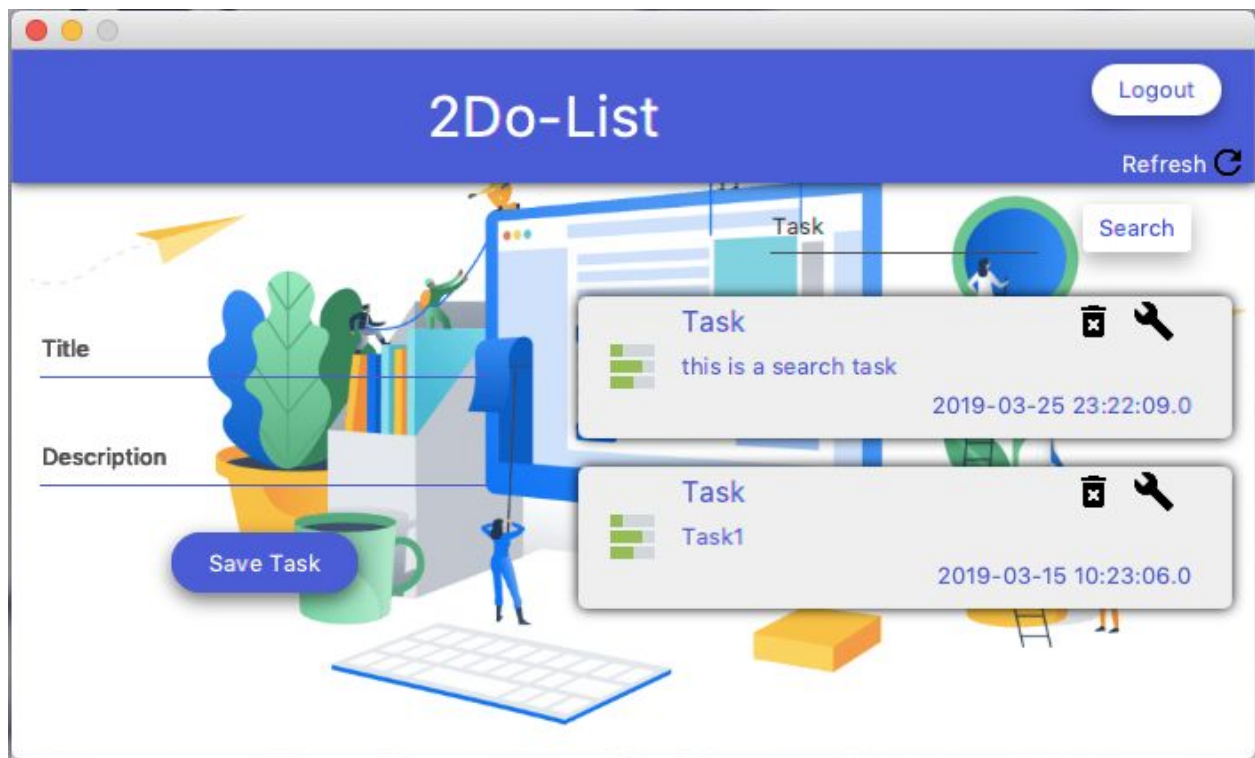 2Do-List
Logout
Refresh
Task
Search
Title
Description
Save Task
Task
this is a search task
2019-03-25 23:22:09.0
Task
Task1
2019-03-15 10:23:06.0